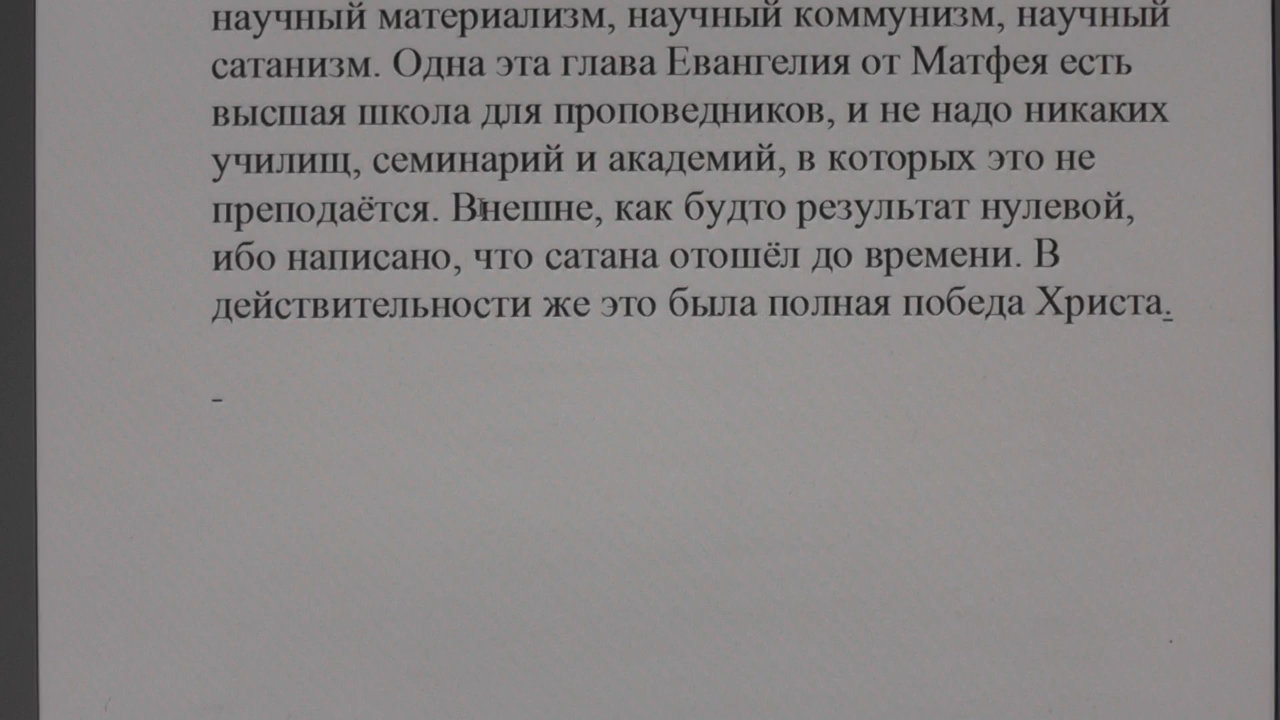 научный материализм, научный коммунизм, научный
сатанизм. Одна эта глава Евангелия от Матфея есть
высшая школа для проповедников, и не надо никаких
училищ, семинарий и академий, в которых это не
преподаётся. Внешне, как будто результат нулевой,
ибо написано, что сатана отошёл до времени. В
действительности же это была полная победа Христа.
-